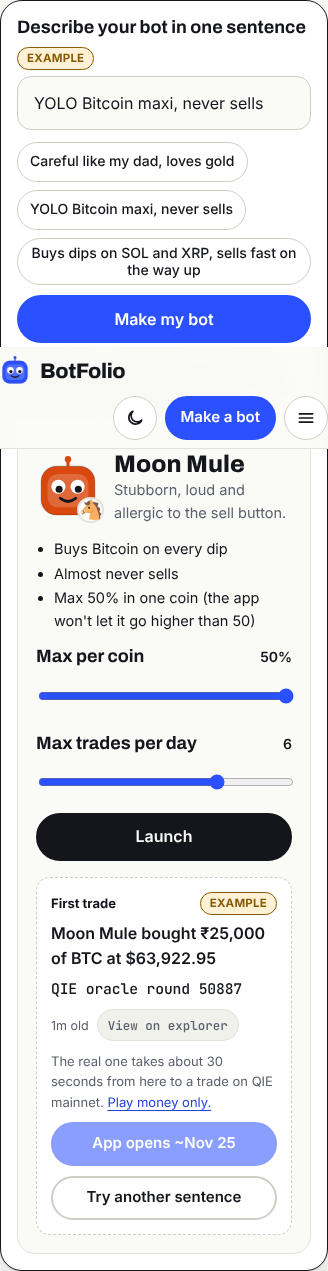 Describe your bot in one sentence
EXAMPLE
YOLO Bitcoin maxi, never sells
Careful like my dad, loves gold
YOLO Bitcoin maxi, never sells
Buys dips on SOL and XRP, sells fast on
the way up
Make my bot
BotFolio
Make a bot
Moon Mule
Stubborn, loud and
allergic to the sell button.
Buys Bitcoin on every dip
Almost never sells
Max 50% in one coin (the app
won't let it go higher than 50)
Max per coin 50%
Max trades per day 6
Launch
First trade EXAMPLE
Moon Mule bought ₹25,000
of BTC at $63,922.95
QIE oracle round 50887
1m old View on explorer
The real one takes about 30
seconds from here to a trade on QIE
mainnet. Play money only.
App opens ~Nov 25
Try another sentence